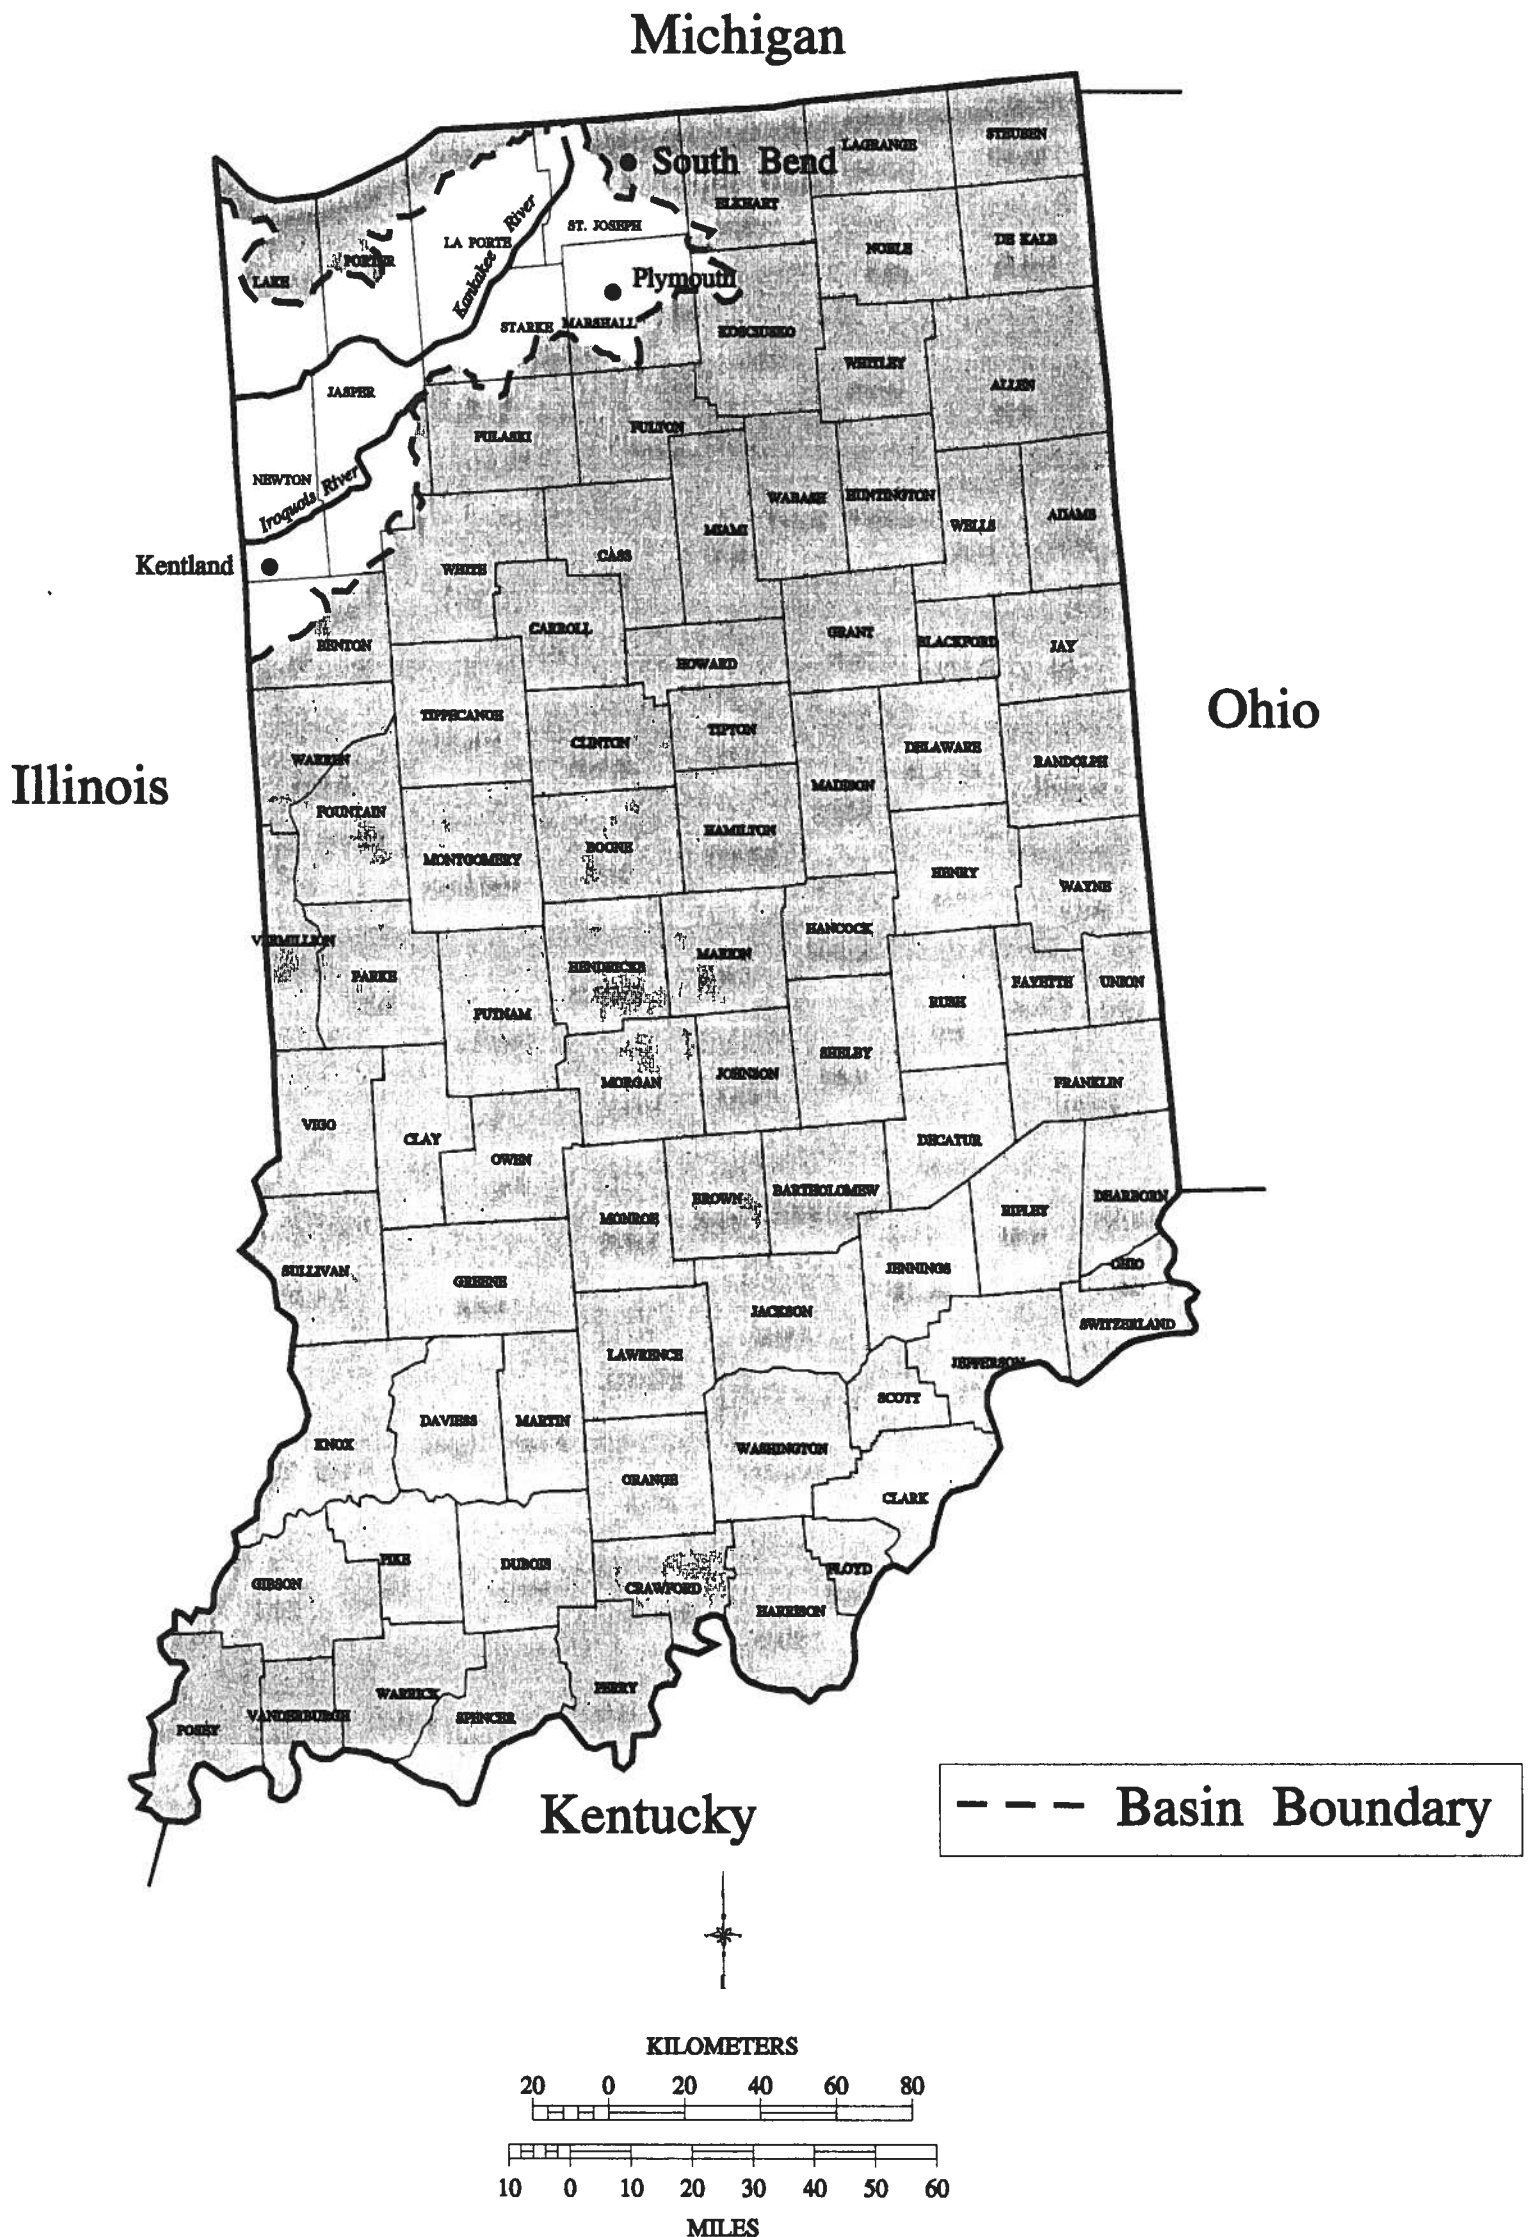 Michigan
STEUBEN
LAGRANGE
South Bend
ELKHART
ST. JOSEPH
River
LA PORTE
NOBLE
DE KALB
PORTER
LAKE
Kankakee
Plymouth
STARKE
MARSHALL
KOSCIUSKO
WHITLEY
ALLEN
JASPER
PULASKI
FULTON
NEWTON
Iroquois River
WABASH
HUNTINGTON
WELLS
ADAMS
MIAMI
CASS
Kentland
WHITE
CARROLL
GRANT
BLACKFORD
JAY
BENTON
HOWARD
Ohio
TIPPECANOE
CLINTON
TIPTON
DELAWARE
RANDOLPH
WARREN
Illinois
MADISON
FOUNTAIN
HAMILTON
BOONE
MONTGOMERY
HENRY
WAYNE
HANCOCK
VERMILLION
MARION
HENDRICKS
PARKE
FAYETTE
UNION
RUSH
PUTNAM
SHELBY
JOHNSON
MORGAN
FRANKLIN
VIGO
CLAY
DECATUR
OWEN
BARTHOLOMEW
BROWN
DEARBORN
MONROE
RIPLEY
OHIO
JENNINGS
SULLIVAN
GREENE
JACKSON
SWITZERLAND
LAWRENCE
JEFFERSON
SCOTT
DAVIESS
MARTIN
KNOX
WASHINGTON
ORANGE
CLARK
PIKE
DUBOIS
FLOYD
GIBSON
CRAWFORD
HARRISON
PERRY
WARRICK
VANDERBURGH
SPENCER
POSEY
Kentucky
Basin Boundary
KILOMETERS
20 0 20 40 60 80
10 0 10 20 30 40 50 60
MILES